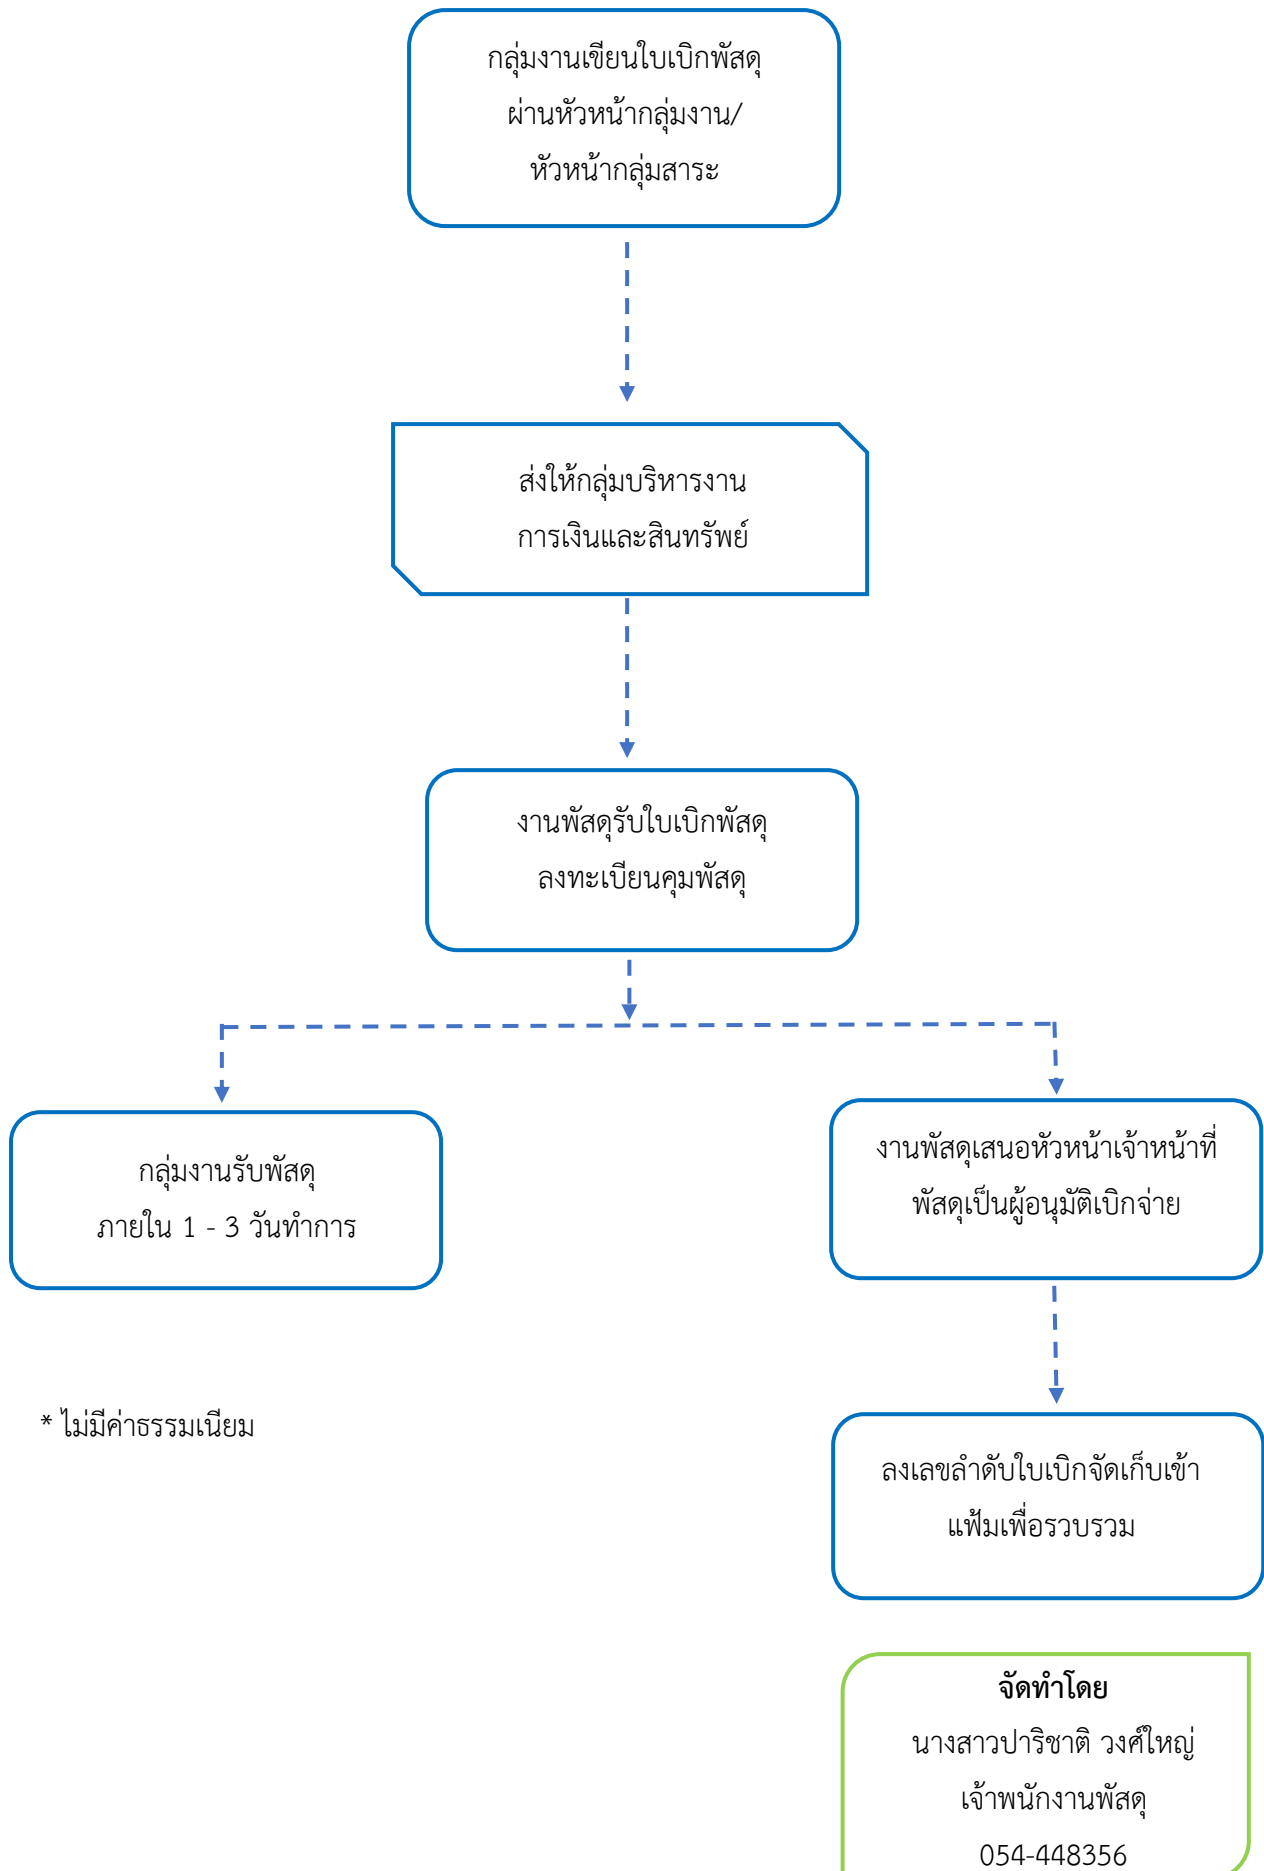 กลุ่มงานเขียนใบเบิกพัสดุ
ผ่านหัวหน้ากลุ่มงาน/
หัวหน้ากลุ่มสาระ
ส่งให้กลุ่มบริหารงาน
การเงินและสินทรัพย์
งานพัสดุรับใบเบิกพัสดุ
ลงทะเบียนคุมพัสดุ
กลุ่มงานรับพัสดุ
ภายใน 1 - 3 วันทำการ
งานพัสดุเสนอหัวหน้าเจ้าหน้าที่
พัสดุเป็นผู้อนุมัติเบิกจ่าย
* ไม่มีค่าธรรมเนียม
ลงเลขลำดับใบเบิกจัดเก็บเข้า
แฟ้มเพื่อรวบรวม
จัดทำโดย
นางสาวปาริชาติ วงศ์ใหญ่
เจ้าพนักงานพัสดุ
054-448356